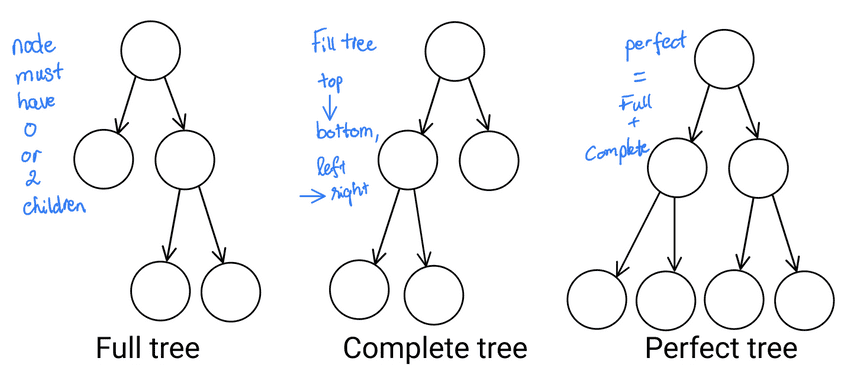 node
must
have
0
or
2
children
Full tree
Fill tree
top
↓
bottom,
left
→ right
Complete tree
perfect
=
Full
+
Complete
Perfect tree